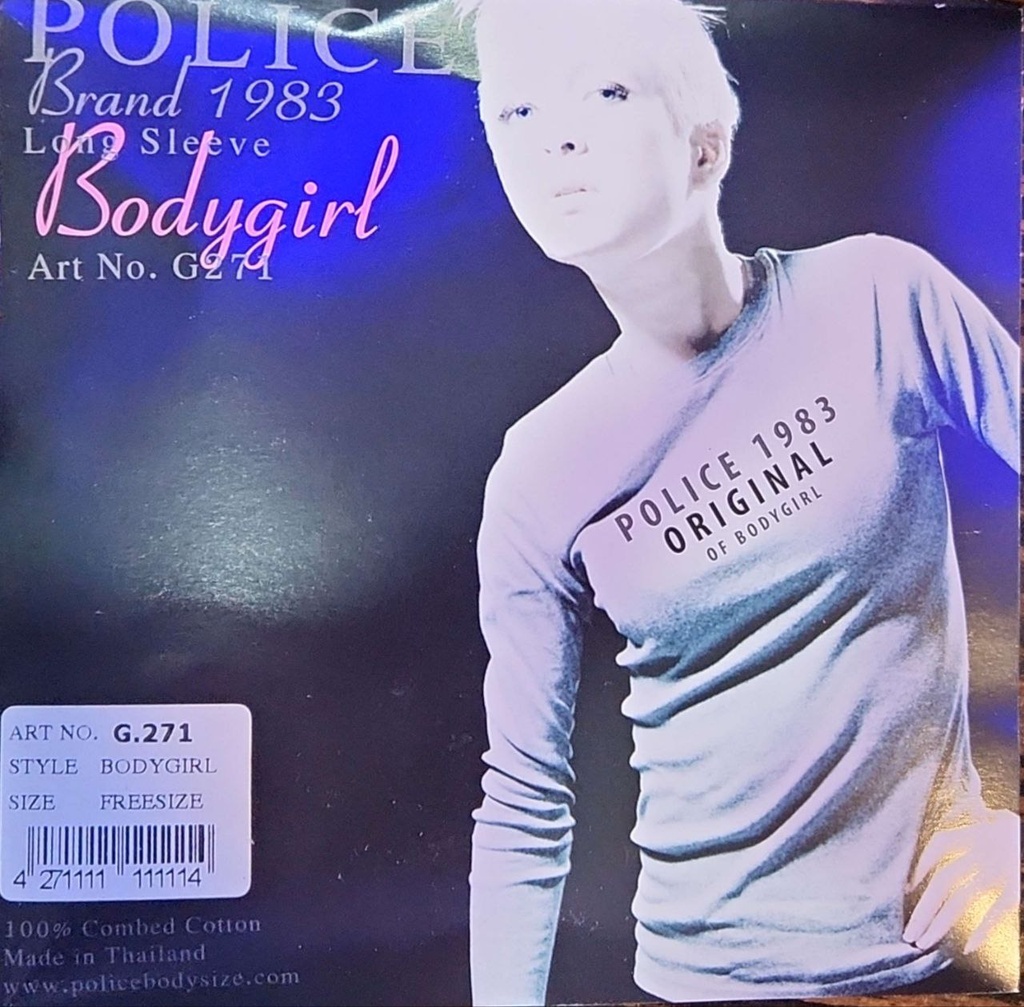 POLICE
Brand 1983
Long Sleeve
Bodygirl
Art No. G271
POLICE 1983
ORIGINAL
OF BODYGIRL
ART NO. G.271
STYLE BODYGIRL
SIZE FREESIZE
4 271111 111114
100% Combed Cotton
Made in Thailand
www.policebodysize.com